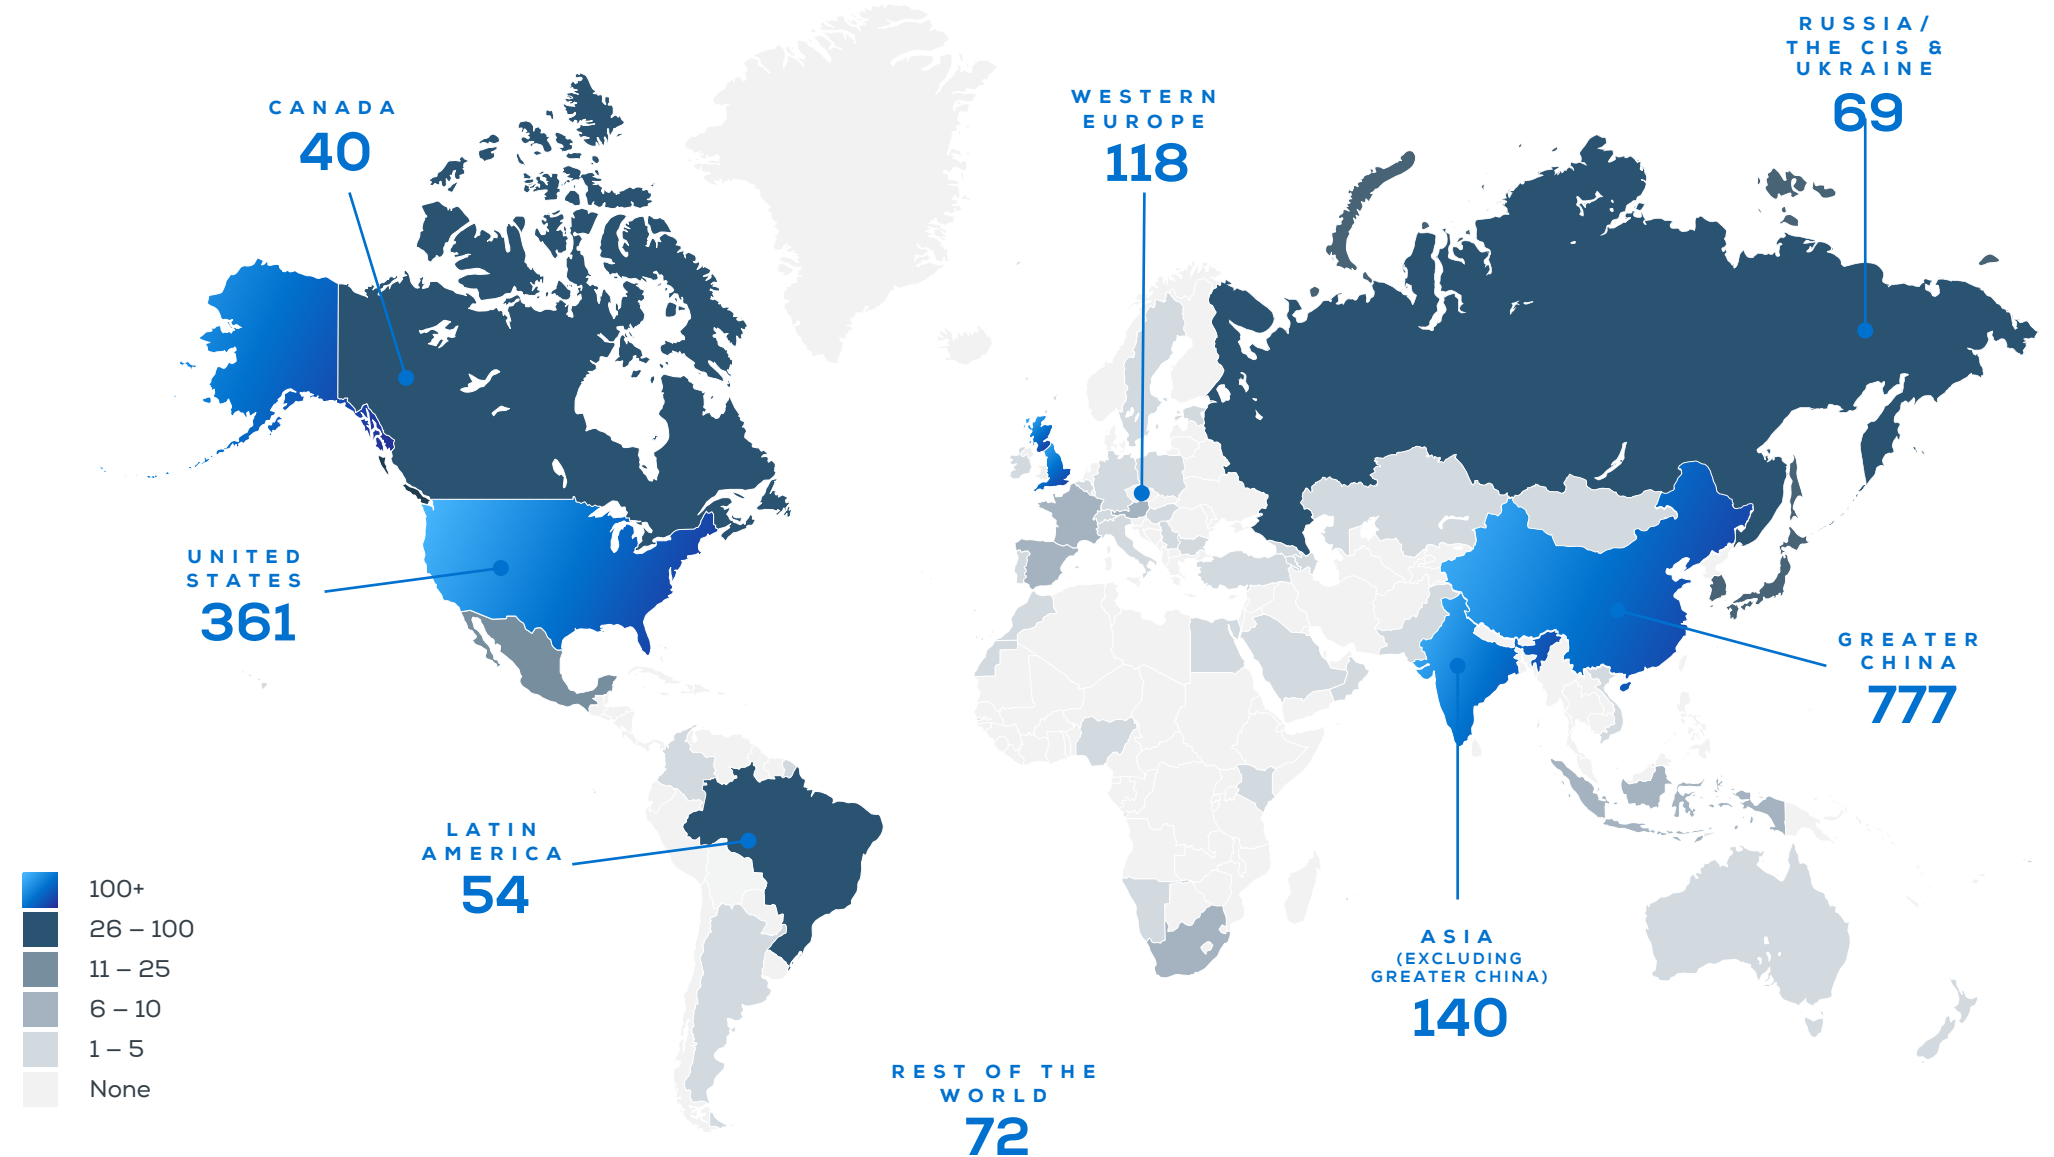 RUSSIA/
THE CIS &
UKRAINE
69
WESTERN
EUROPE
118
CANADA
40
UNITED
STATES
361
GREATER
CHINA
777
LATIN
AMERICA
54
100+
26 – 100
11 – 25
6 – 10
1 – 5
None
ASIA
(EXCLUDING
GREATER CHINA)
140
REST OF THE
WORLD
72